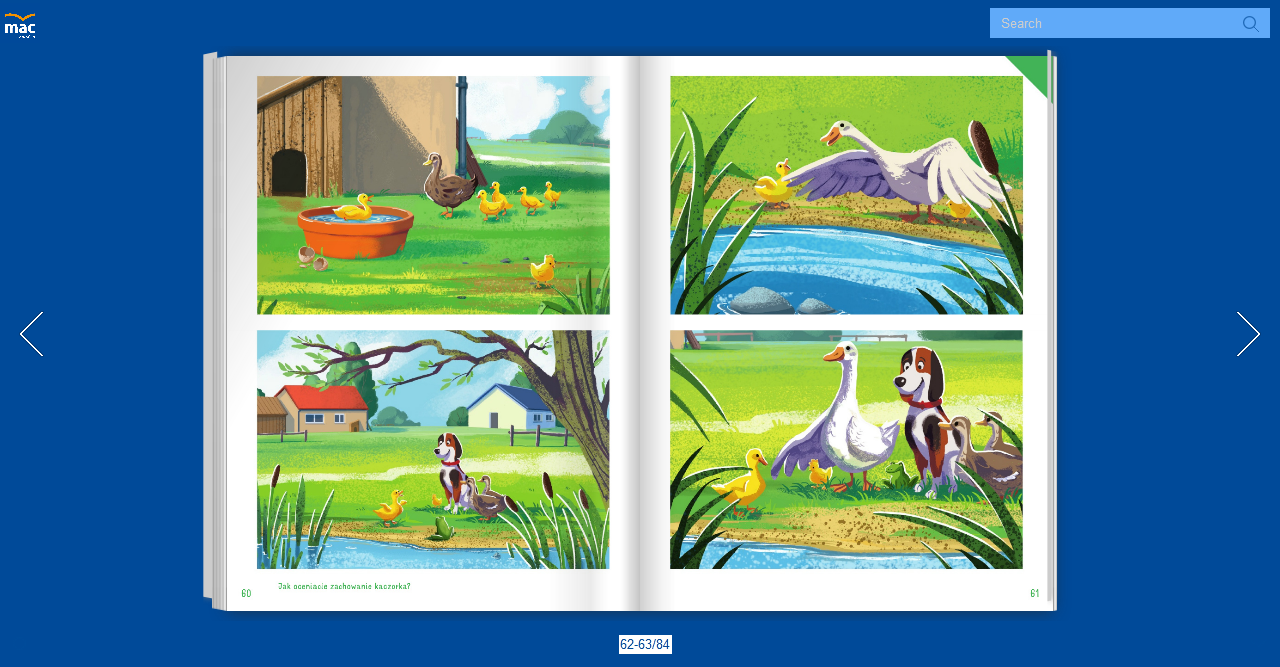 mac
Search
Jak oceniacie zachowanie kaczorka?
60
61
62-63/84